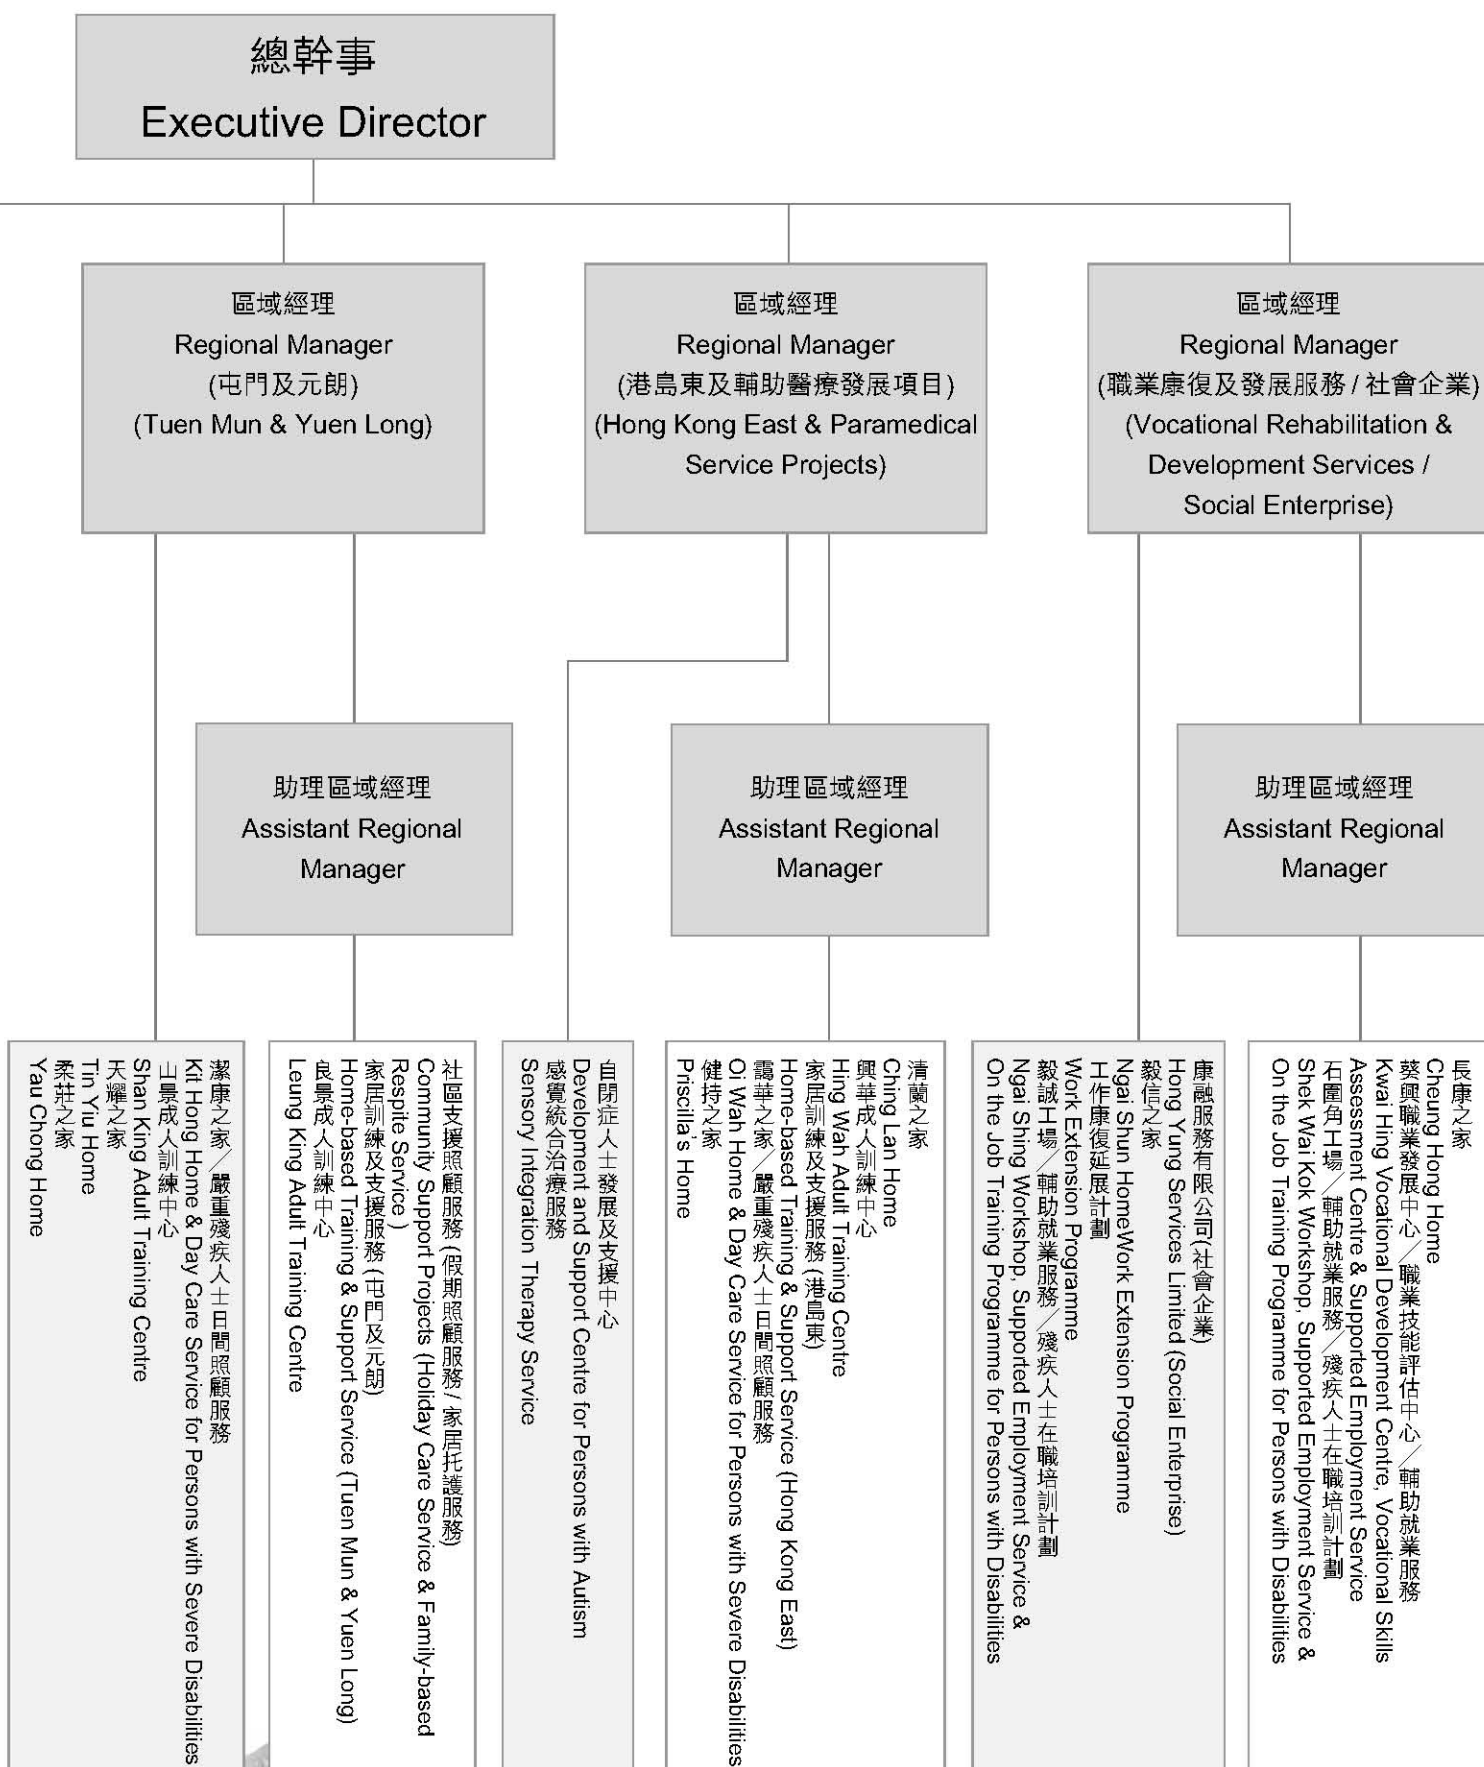 總幹事
Executive Director
區域經理
Regional Manager
(屯門及元朗)
(Tuen Mun & Yuen Long)
區域經理
Regional Manager
(港島東及輔助醫療發展項目)
(Hong Kong East & Paramedical
Service Projects)
區域經理
Regional Manager
(職業康復及發展服務 / 社會企業)
(Vocational Rehabilitation &
Development Services /
Social Enterprise)
助理區域經理
Assistant Regional
Manager
助理區域經理
Assistant Regional
Manager
助理區域經理
Assistant Regional
Manager
潔康之家／嚴重殘疾人士日間照顧服務
Kit Hong Home & Day Care Service for Persons with Severe Disabilities
山景成人訓練中心
Shan King Adult Training Centre
天耀之家
Tin Yiu Home
柔莊之家
Yau Chong Home
社區支援照顧服務 (假期照顧服務/ 家居托護服務)
Community Support Projects (Holiday Care Service & Family-based
Respite Service )
家居訓練及支援服務 (屯門及元朗)
Home-based Training & Support Service (Tuen Mun & Yuen Long)
良景成人訓練中心
Leung King Adult Training Centre
自閉症人士發展及支援中心
Development and Support Centre for Persons with Autism
感覺統合治療服務
Sensory Integration Therapy Service
清蘭之家
Ching Lan Home
興華成人訓練中心
Hing Wah Adult Training Centre
家居訓練及支援服務 (港島東)
Home-based Training & Support Service (Hong Kong East)
靄華之家／嚴重殘疾人士日間照顧服務
Oi Wah Home & Day Care Service for Persons with Severe Disabilities
健持之家
Priscilla's Home
康融服務有限公司(社會企業)
Hong Yung Services Limited (Social Enterprise)
毅信之家
Ngai Shun HomeWork Extension Programme
工作康復延展計劃
Work Extension Programme
毅誠工場／輔助就業服務／殘疾人士在職培訓計劃
Ngai Shing Workshop, Supported Employment Service &
On the Job Training Programme for Persons with Disabilities
長康之家
Cheung Hong Home
葵興職業發展中心／職業技能評估中心／輔助就業服務
Kwai Hing Vocational Development Centre, Vocational Skills
Assessment Centre & Supported Employment Service
石圍角工場／輔助就業服務／殘疾人士在職培訓計劃
Shek Wai Kok Workshop, Supported Employment Service &
On the Job Training Programme for Persons with Disabilities